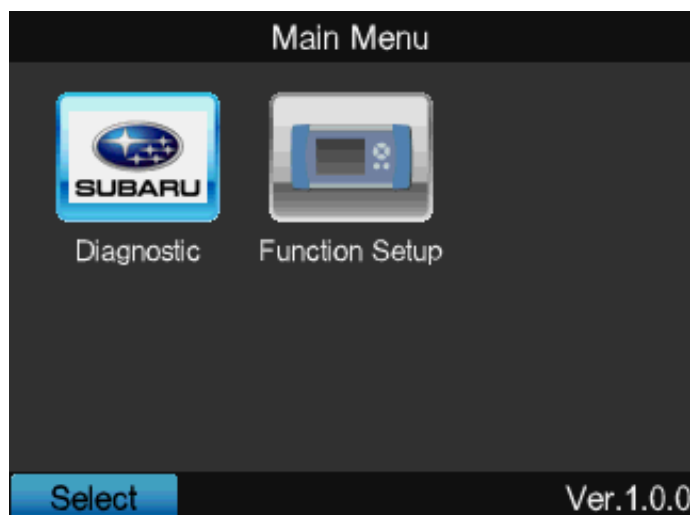 Main Menu
SUBARU
Diagnostic
Function Setup
Select
Ver.1.0.0